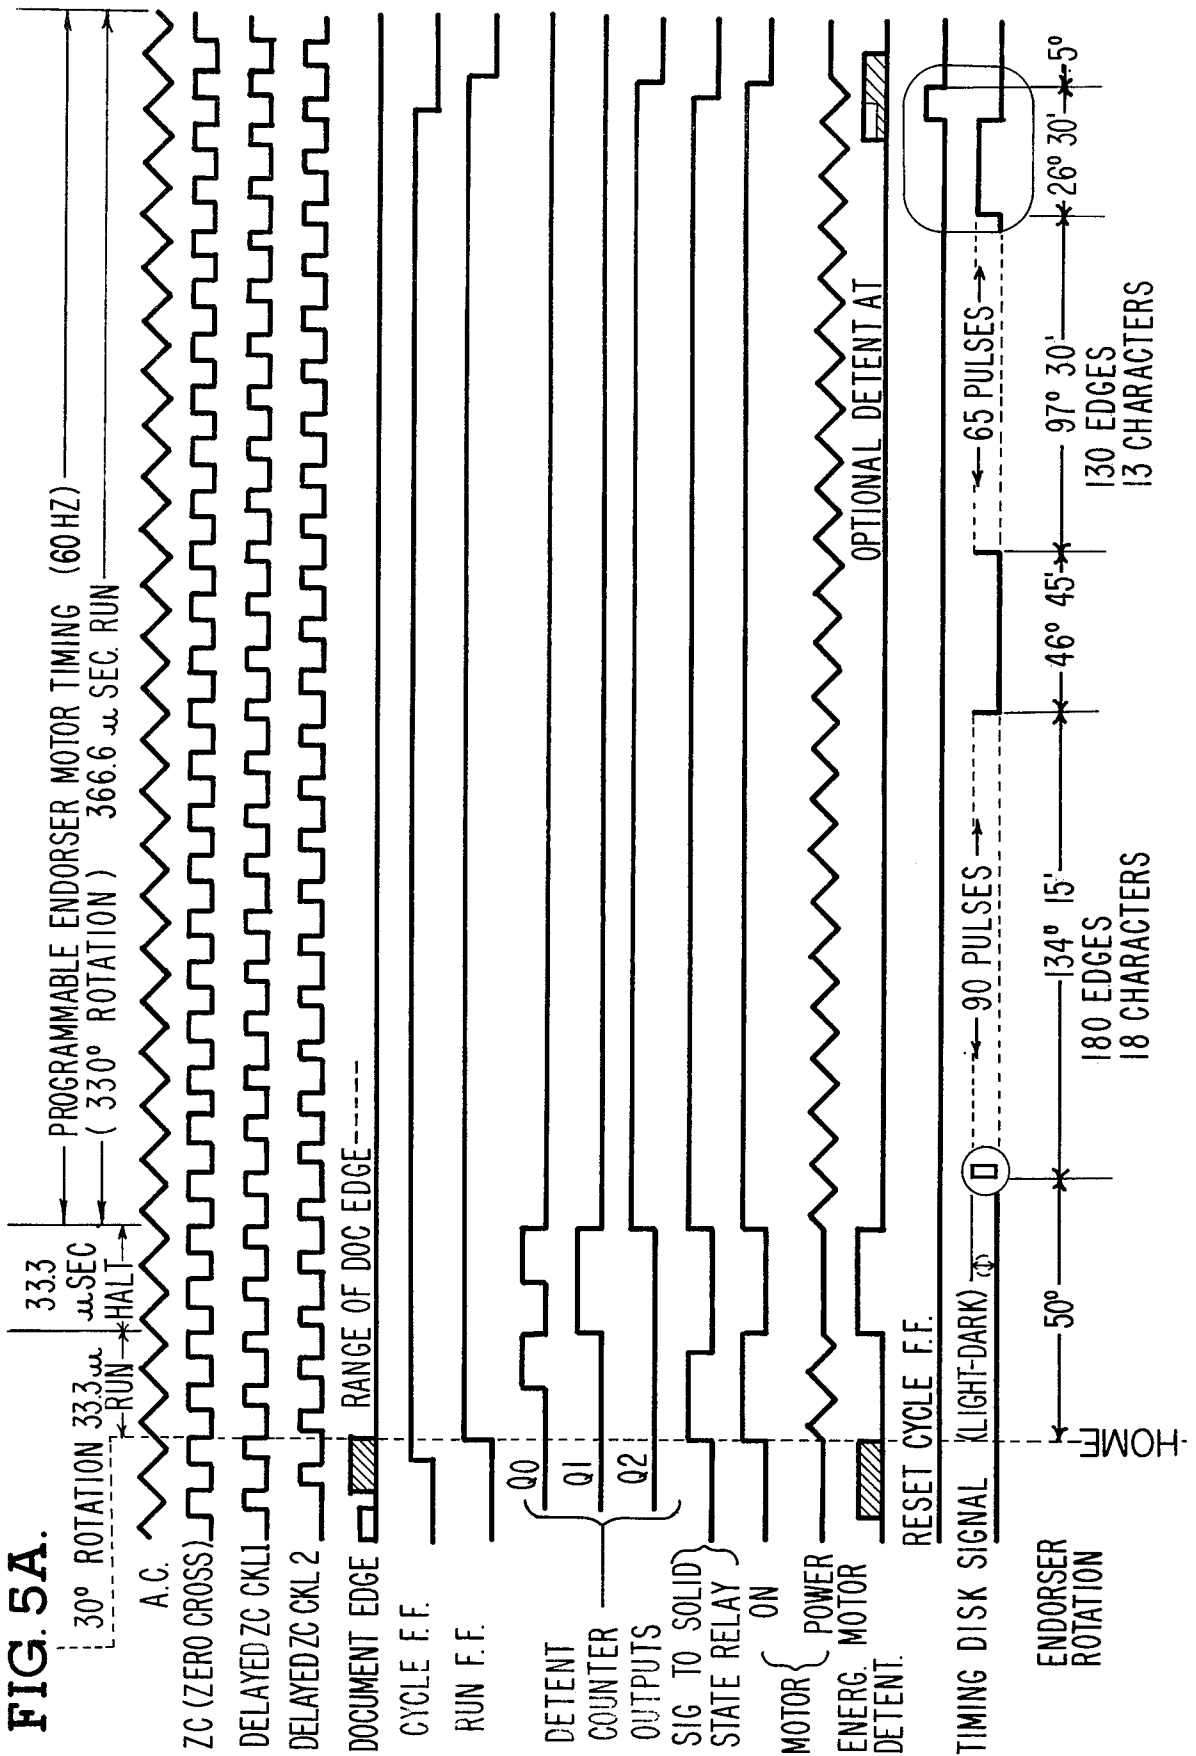 FIG. 5A.
30° ROTATION 33.3 µ
RUN
33.3
µSEC
HALT
PROGRAMMABLE ENDORSER MOTOR TIMING (60 HZ)
( 330° ROTATION ) 366.6 µ SEC. RUN
A.C.
ZC (ZERO CROSS)
DELAYED ZC CKL1
DELAYED ZC CKL 2
DOCUMENT EDGE
RANGE OF DOC EDGE
CYCLE F.F.
RUN F.F.
DETENT
COUNTER
OUTPUTS
Q0
Q1
Q2
SIG TO SOLID
STATE RELAY
MOTOR
ON
POWER
ENERG. MOTOR
DETENT.
OPTIONAL DETENT AT
RESET CYCLE F.F.
TIMING DISK SIGNAL (LIGHT-DARK)
90 PULSES
65 PULSES
ENDORSER
ROTATION
50°
134° 15'
46° 45'
97° 30'
26° 30'
5°
180 EDGES
18 CHARACTERS
130 EDGES
13 CHARACTERS
HOME